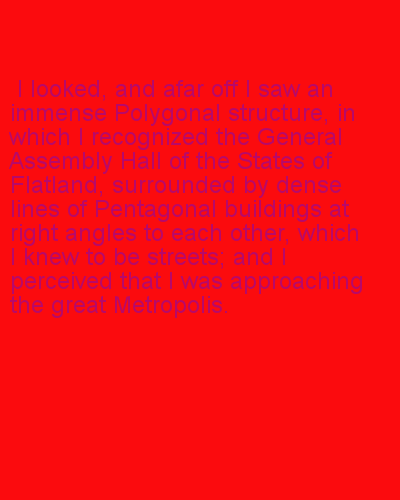 I looked, and afar off I saw an
immense Polygonal structure, in
which I recognized the General
Assembly Hall of the States of
Flatland, surrounded by dense
lines of Pentagonal buildings at
right angles to each other, which
I knew to be streets; and I
perceived that I was approaching
the great Metropolis.